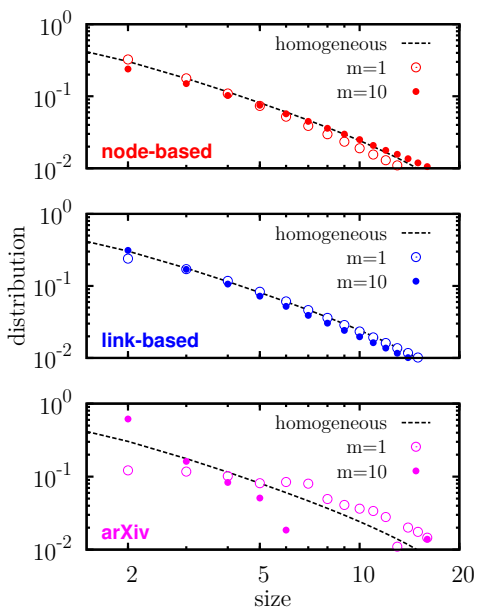 10^0
homogeneous
m=1
10^-1
m=10
node-based
10^-2
10^0
homogeneous
m=1
10^-1
m=10
link-based
10^-2
distribution
10^0
homogeneous
m=1
10^-1
m=10
arXiv
10^-2
2
5
10
20
size